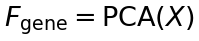 F_gene = PCA(X)